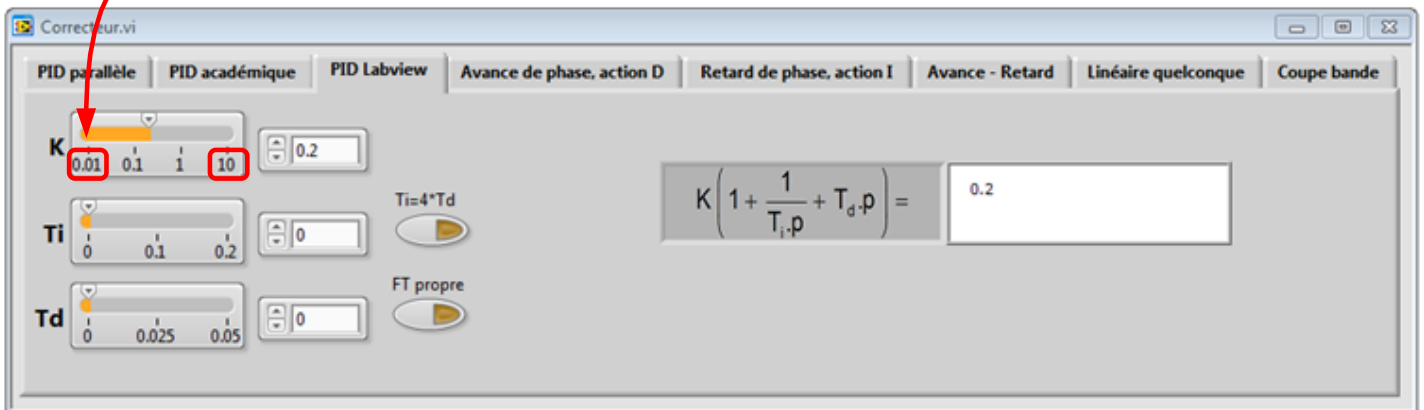 Correcteur.vi
PID parallèle PID académique PID Labview Avance de phase, action D Retard de phase, action I Avance - Retard Linéaire quelconque Coupe bande
K 0.01 0.1 1 10 0.2
Ti 0 0.1 0.2 0 Ti=4*Td
Td 0 0.025 0.05 0 FT propre
K(1 + 1/(Ti.p) + Td.p) = 0.2